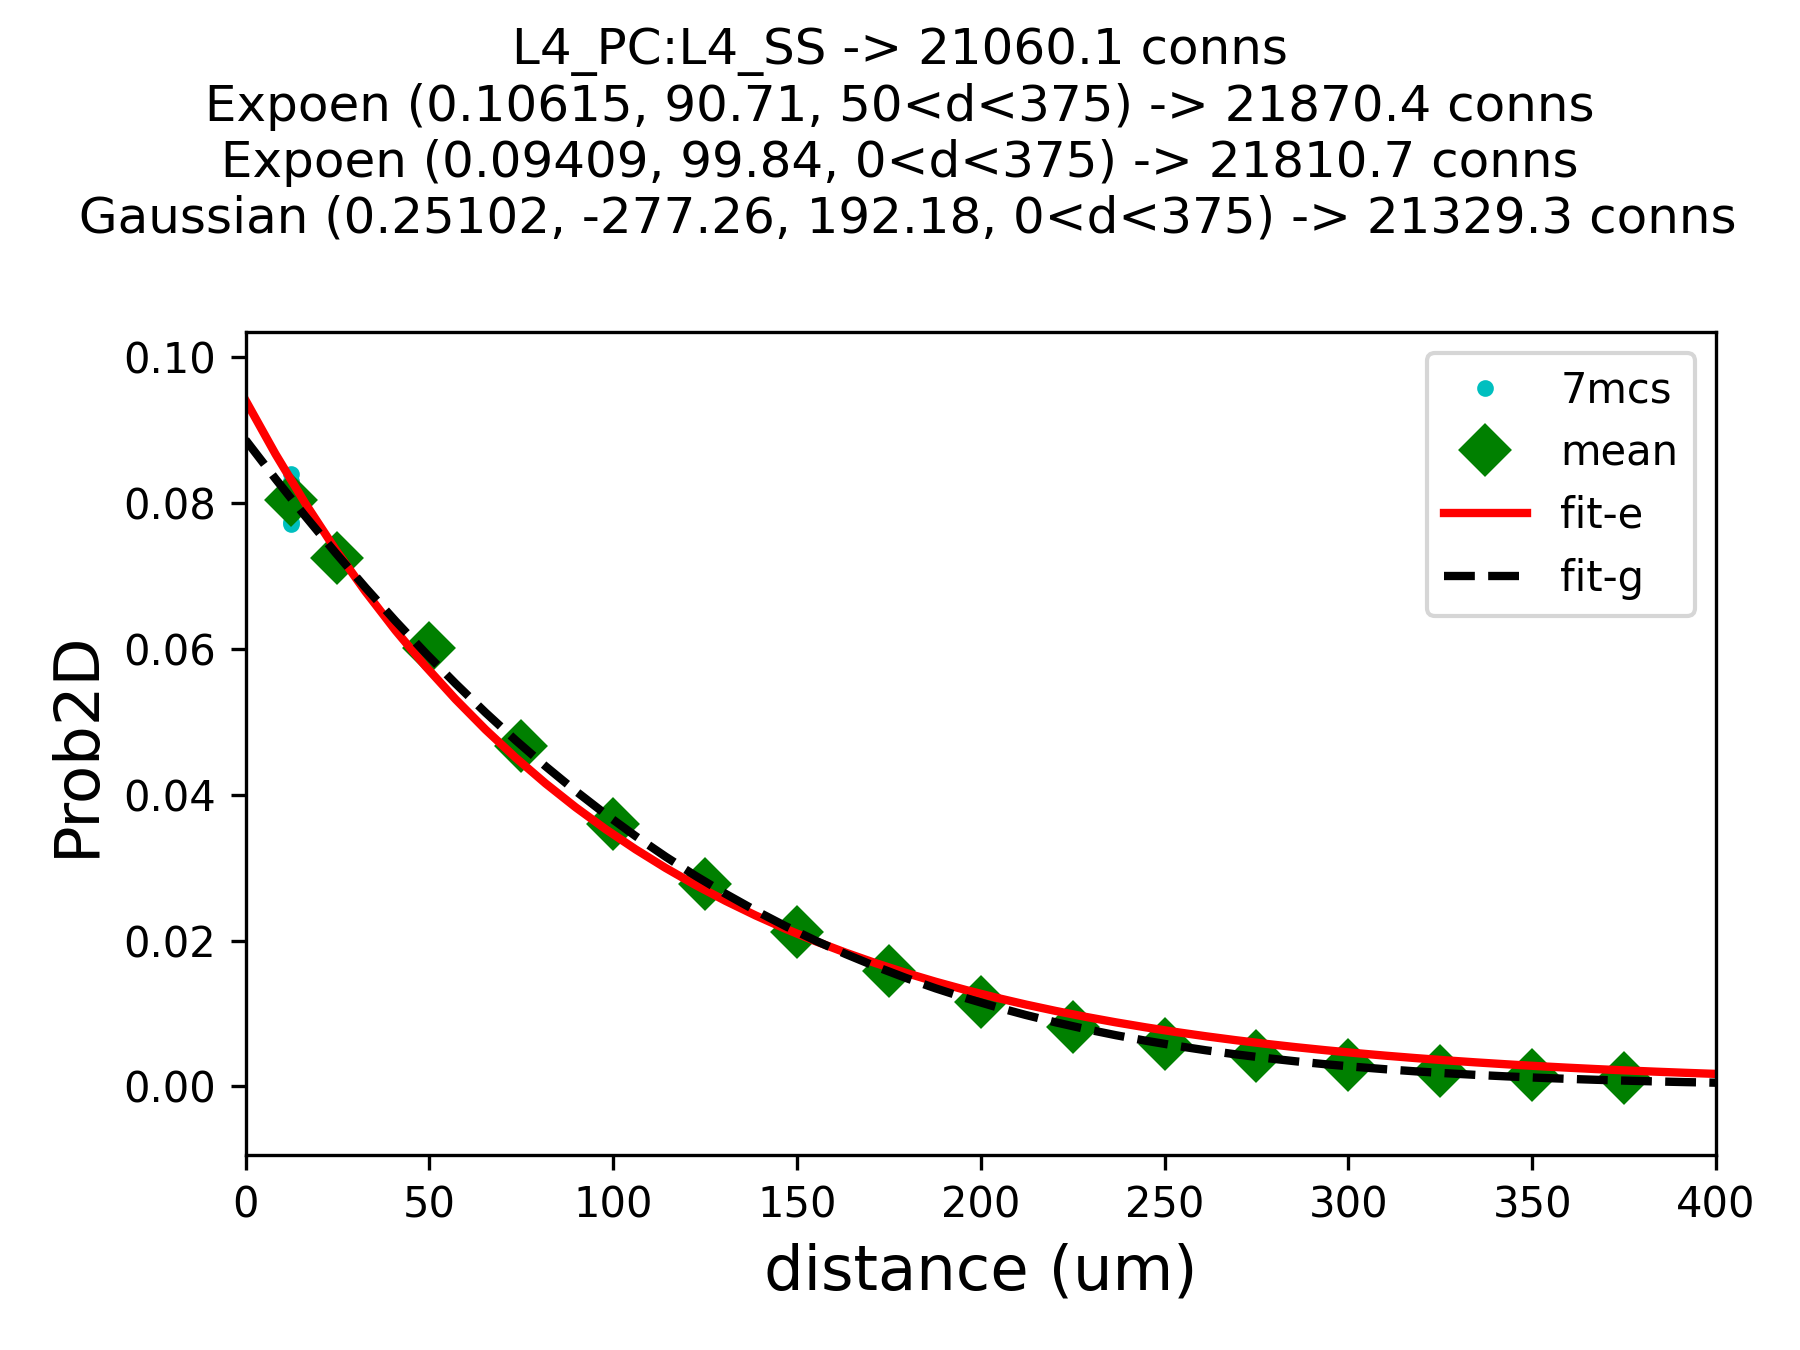 L4_PC:L4_SS -> 21060.1 conns
Expoen (0.10615, 90.71, 50<d<375) -> 21870.4 conns
Expoen (0.09409, 99.84, 0<d<375) -> 21810.7 conns
Gaussian (0.25102, -277.26, 192.18, 0<d<375) -> 21329.3 conns
0.10
0.08
0.06
0.04
0.02
0.00
Prob2D
7mcs
mean
fit-e
fit-g
0 50 100 150 200 250 300 350 400
distance (um)